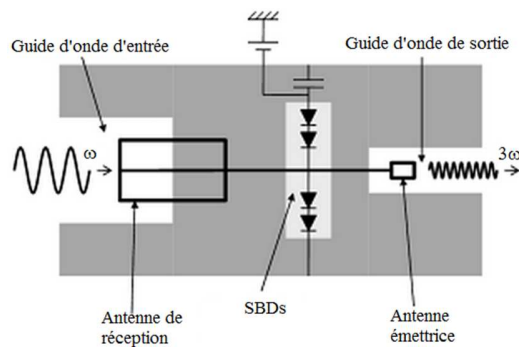 Guide d'onde d'entrée
Guide d'onde de sortie
ω
3ω
SBDs
Antenne de
réception
Antenne
émettrice